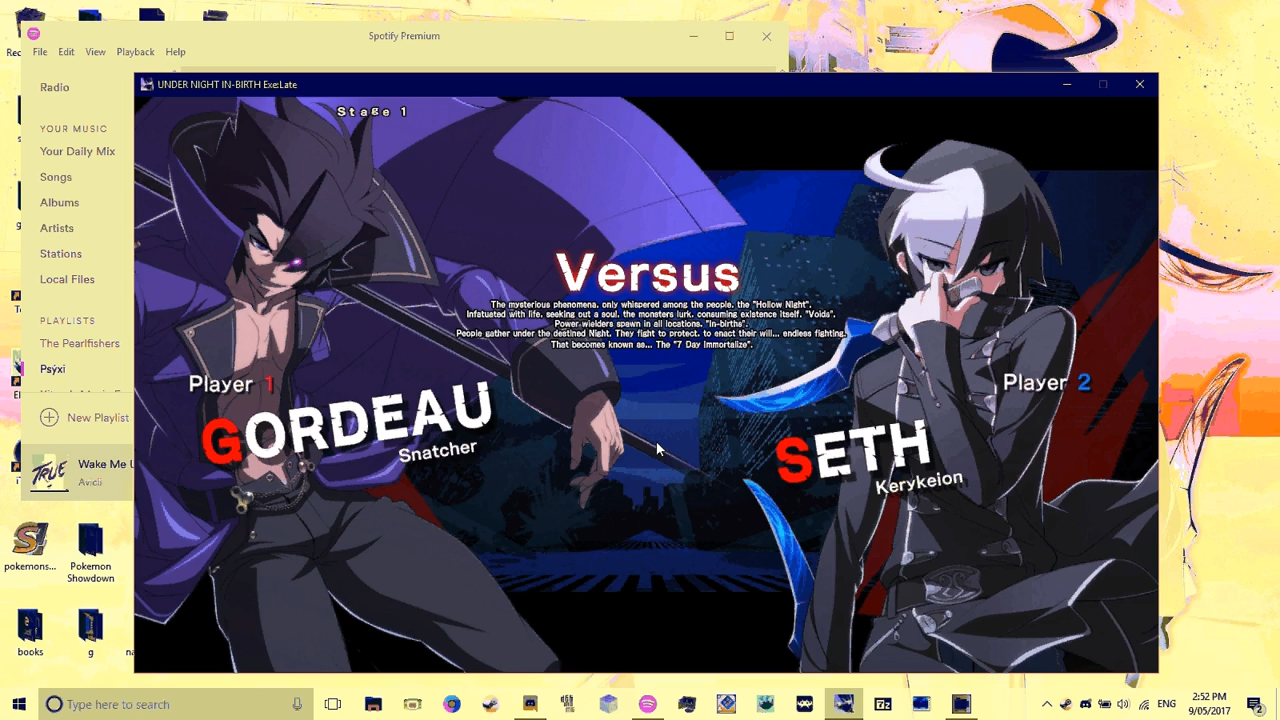 Spotify Premium
File Edit View Playback Help
Radio
YOUR MUSIC
Your Daily Mix
Songs
Albums
Artists
Stations
Local Files
PLAYLISTS
The Pearlfishers
Psyxi
New Playlist
TRUE
Wake Me U
Avicii
UNDER NIGHT IN-BIRTH Exe:Late
Stage 1
Versus
The mysterious phenomena, only whispered among the people, the "Hollow Night".
Infatuated with life, seeking out a soul, the monsters lurk, consuming existence itself, "Voids".
Power wielders spawn in all locations, "In-births".
People gather under the destined Night. They fight to protect, to enact their will... endless fighting.
That becomes known as... The "7 Day Immortalize".
Player 1
GORDEAU
Snatcher
Player 2
SETH
Kerykeion
pokemons...
Pokemon
Showdown
books
g
Type here to search
7z
ENG
2:52 PM
9/05/2017
2